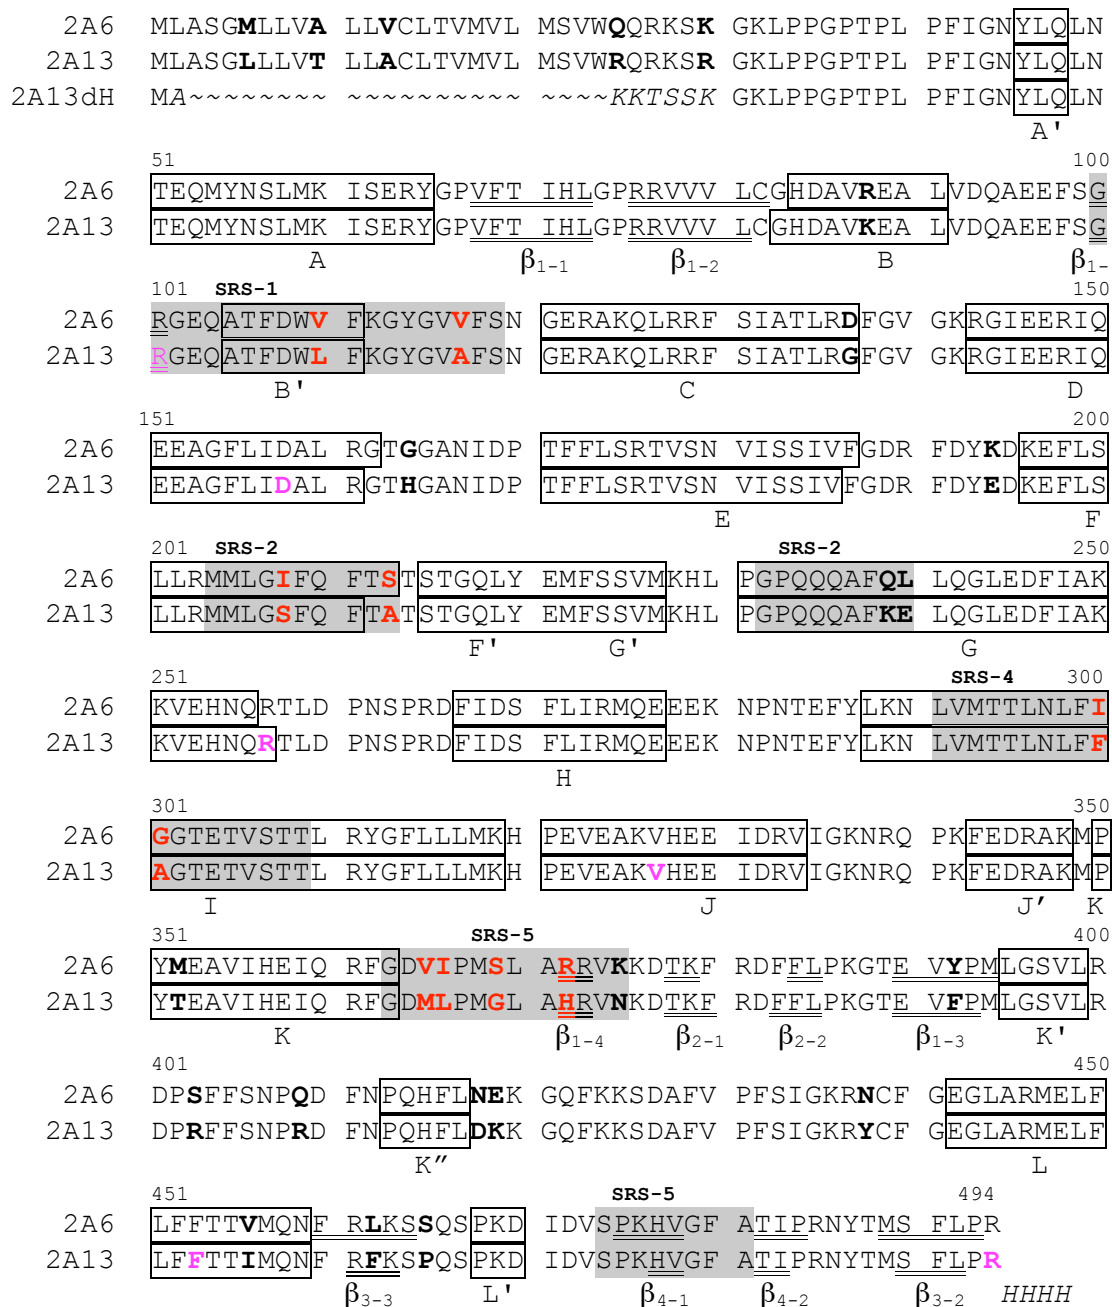 2A6 MLASGMLLVA LLVCLTVMVL MSVWQQRKSK GKLPPGPTPL PFIGNYLQLN
2A13 MLASGLLLVT LLACLTVMVL MSVWRQRKSR GKLPPGPTPL PFIGNYLQLN
2A13dH MA~~~~~~~~ ~~~~~~~~~~ ~~~~KKTSSK GKLPPGPTPL PFIGNYLQLN
A'
51 100
2A6 TEQMYNSLMK ISERYGPVFT IHLGPRRVVV LCGHDAVREA LVDQAEEFSG
2A13 TEQMYNSLMK ISERYGPVFT IHLGPRRVVV LCGHDAVKEA LVDQAEEFSG
A β1-1 β1-2 B β1-
101 SRS-1 150
2A6 RGEQATFDWV FKGYGVVFSN GERAKQLRRF SIATLRDFGV GKRGIEERIQ
2A13 RGEQATFDWL FKGYGVAFSN GERAKQLRRF SIATLRGFGV GKRGIEERIQ
B' C D
151 200
2A6 EEAGFLIDAL RGTGGANIDP TFFLSRTVSN VISSIVFGDR FDYKDKEFLS
2A13 EEAGFLIDAL RGTHGANIDP TFFLSRTVSN VISSIVFGDR FDYEDKEFLS
E F
201 SRS-2 SRS-2 250
2A6 LLRMMLGIFQ FTSTSTGQLY EMFSSVMKHL PGPQQQAFQL LQGLEDFIAK
2A13 LLRMMLGSFQ FTATSTGQLY EMFSSVMKHL PGPQQQAFKE LQGLEDFIAK
F' G' G
251 SRS-4 300
2A6 KVEHNQRTLD PNSPRDFIDS FLIRMQEEEK NPNTEFYLKN LVMTTLNLFI
2A13 KVEHNQRTLD PNSPRDFIDS FLIRMQEEEK NPNTEFYLKN LVMTTLNLFF
H
301 350
2A6 GGTETVSTTL RYGFLLLMKH PEVEAKVHEE IDRVIGKNRQ PKFEDRAKMP
2A13 AGTETVSTTL RYGFLLLMKH PEVEAKVHEE IDRVIGKNRQ PKFEDRAKMP
I J J′ K
351 SRS-5 400
2A6 YMEAVIHEIQ RFGDVIPMSL ARRVKKDTKF RDFFLPKGTE VYPMLGSVLR
2A13 YTEAVIHEIQ RFGDMLPMGL AHRVNKDTKF RDFFLPKGTE VFPMLGSVLR
K β1-4 β2-1 β2-2 β1-3 K'
401 450
2A6 DPSFFSNPQD FNPQHFLNEK GQFKKSDAFV PFSIGKRNCF GEGLARMELF
2A13 DPRFFSNPRD FNPQHFLDKK GQFKKSDAFV PFSIGKRYCF GEGLARMELF
K″ L
451 SRS-5 494
2A6 LFFTTVMQNF RLKSSQSPKD IDVSPKHVGF ATIPRNYTMS FLPR
2A13 LFFTTIMQNF RFKSPQSPKD IDVSPKHVGF ATIPRNYTMS FLPR
β3-3 L' β4-1 β4-2 β3-2 HHHH